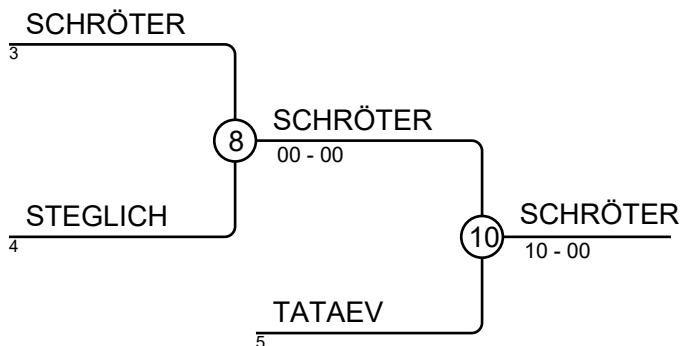 SCHRÖTER
3
8
SCHRÖTER
00 - 00
STEGLICH
4
10
SCHRÖTER
10 - 00
TATAEV
5